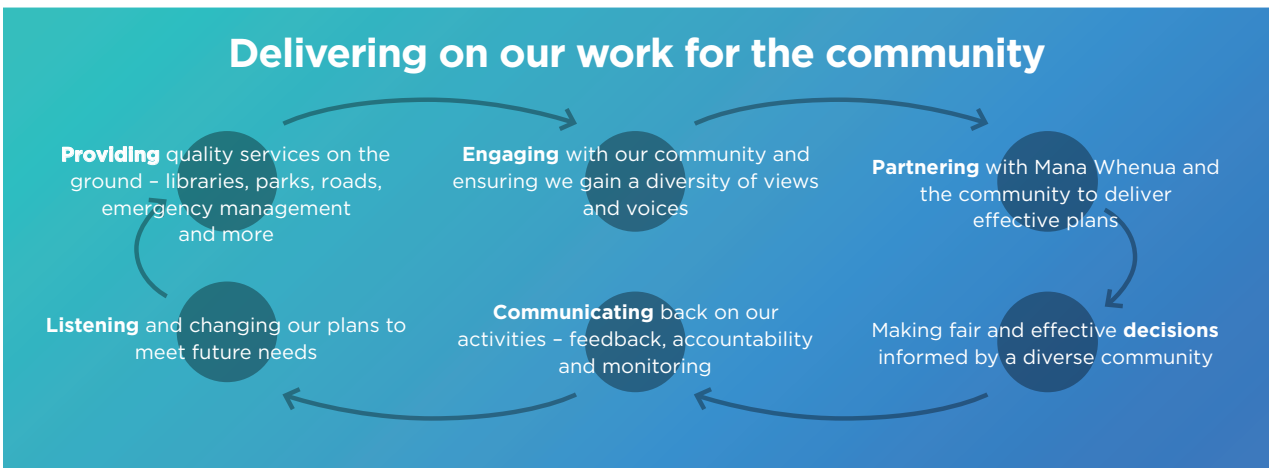 Delivering on our work for the community
Providing quality services on the
ground – libraries, parks, roads,
emergency management
and more
Engaging with our community and
ensuring we gain a diversity of views
and voices
Partnering with Mana Whenua and
the community to deliver
effective plans
Making fair and effective decisions
informed by a diverse community
Communicating back on our
activities – feedback, accountability
and monitoring
Listening and changing our plans to
meet future needs